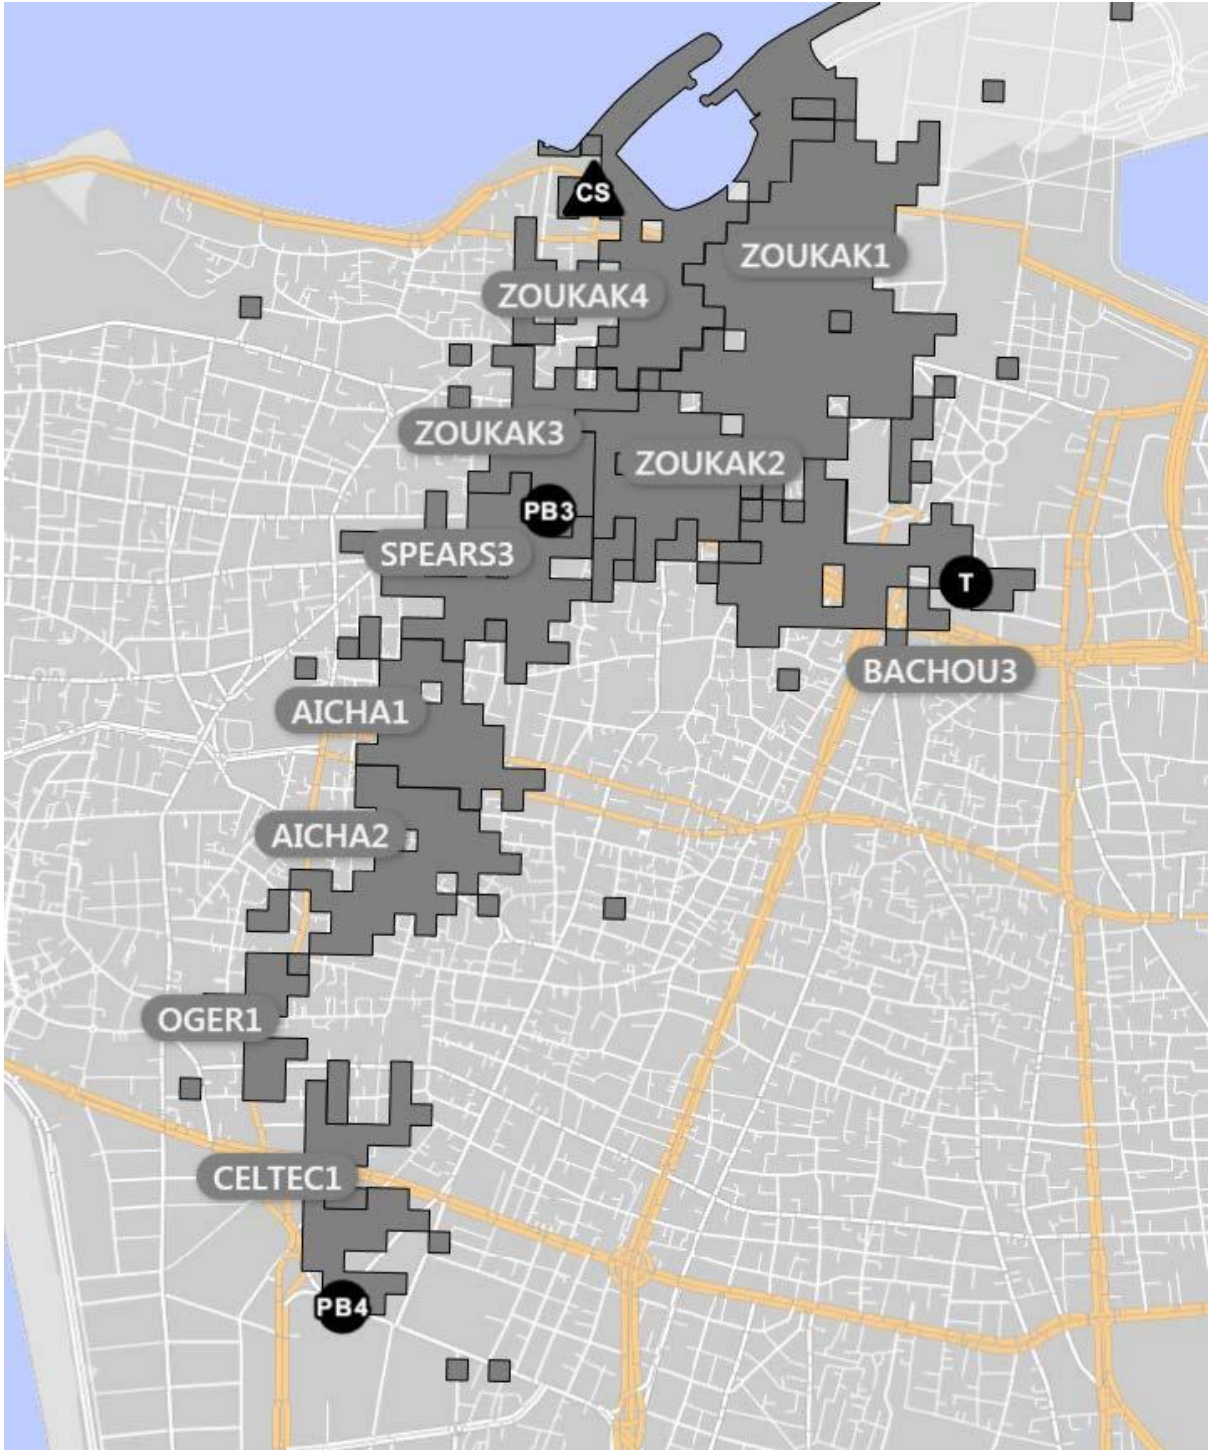 CS
ZOUKAK1
ZOUKAK4
ZOUKAK3
ZOUKAK2
PB3
SPEARS3
T
BACHOU3
AICHA1
AICHA2
OGER1
CELTEC1
PB4